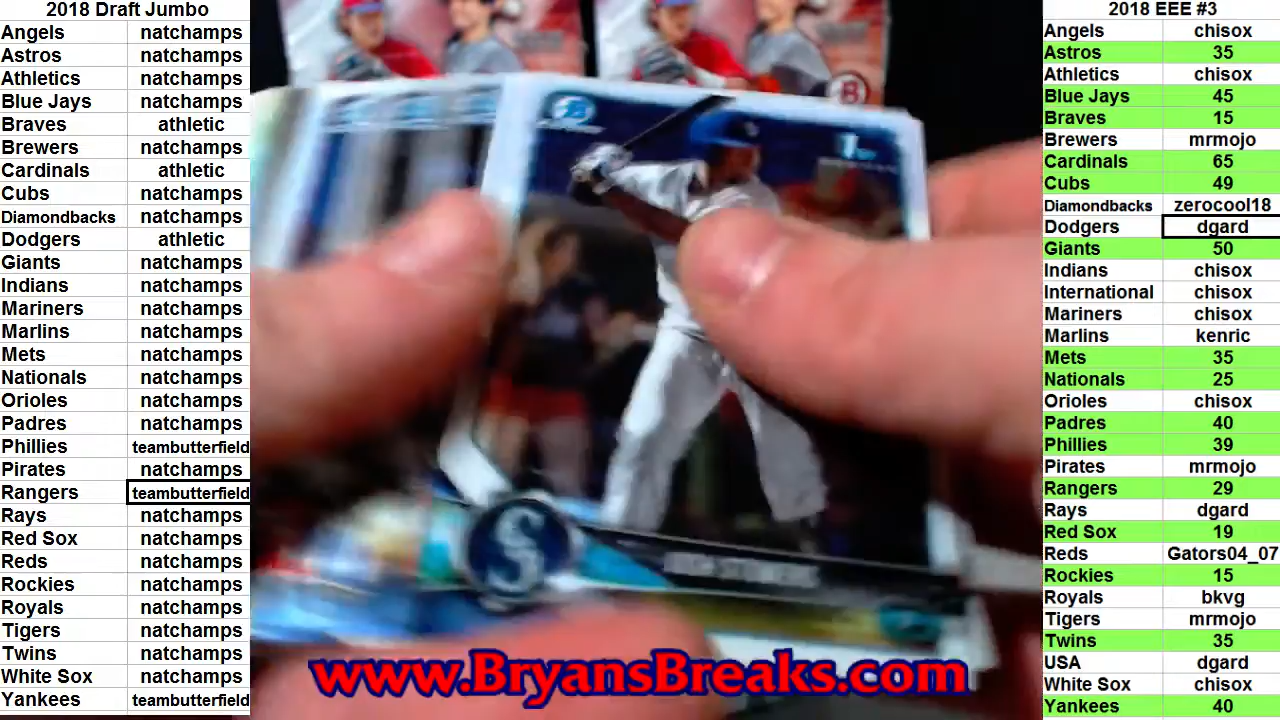 2018 Draft Jumbo
Angels natchamps
Astros natchamps
Athletics natchamps
Blue Jays natchamps
Braves athletic
Brewers natchamps
Cardinals athletic
Cubs natchamps
Diamondbacks natchamps
Dodgers athletic
Giants natchamps
Indians natchamps
Mariners natchamps
Marlins natchamps
Mets natchamps
Nationals natchamps
Orioles natchamps
Padres natchamps
Phillies teambutterfield
Pirates natchamps
Rangers teambutterfield
Rays natchamps
Red Sox natchamps
Reds natchamps
Rockies natchamps
Royals natchamps
Tigers natchamps
Twins natchamps
White Sox natchamps
Yankees teambutterfield
B
1st
S
www.BryansBreaks.com
2018 EEE #3
Angels chisox
Astros 35
Athletics chisox
Blue Jays 45
Braves 15
Brewers mrmojo
Cardinals 65
Cubs 49
Diamondbacks zerocool18
Dodgers dgard
Giants 50
Indians chisox
International chisox
Mariners chisox
Marlins kenric
Mets 35
Nationals 25
Orioles chisox
Padres 40
Phillies 39
Pirates mrmojo
Rangers 29
Rays dgard
Red Sox 19
Reds Gators04_07
Rockies 15
Royals bkvg
Tigers mrmojo
Twins 35
USA dgard
White Sox chisox
Yankees 40